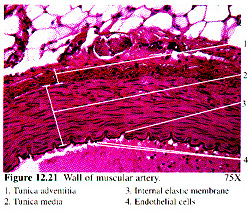 1
2
3
4
Figure 12.21 Wall of muscular artery. 75X
1. Tunica adventitia 3. Internal elastic membrane
2. Tunica media 4. Endothelial cells